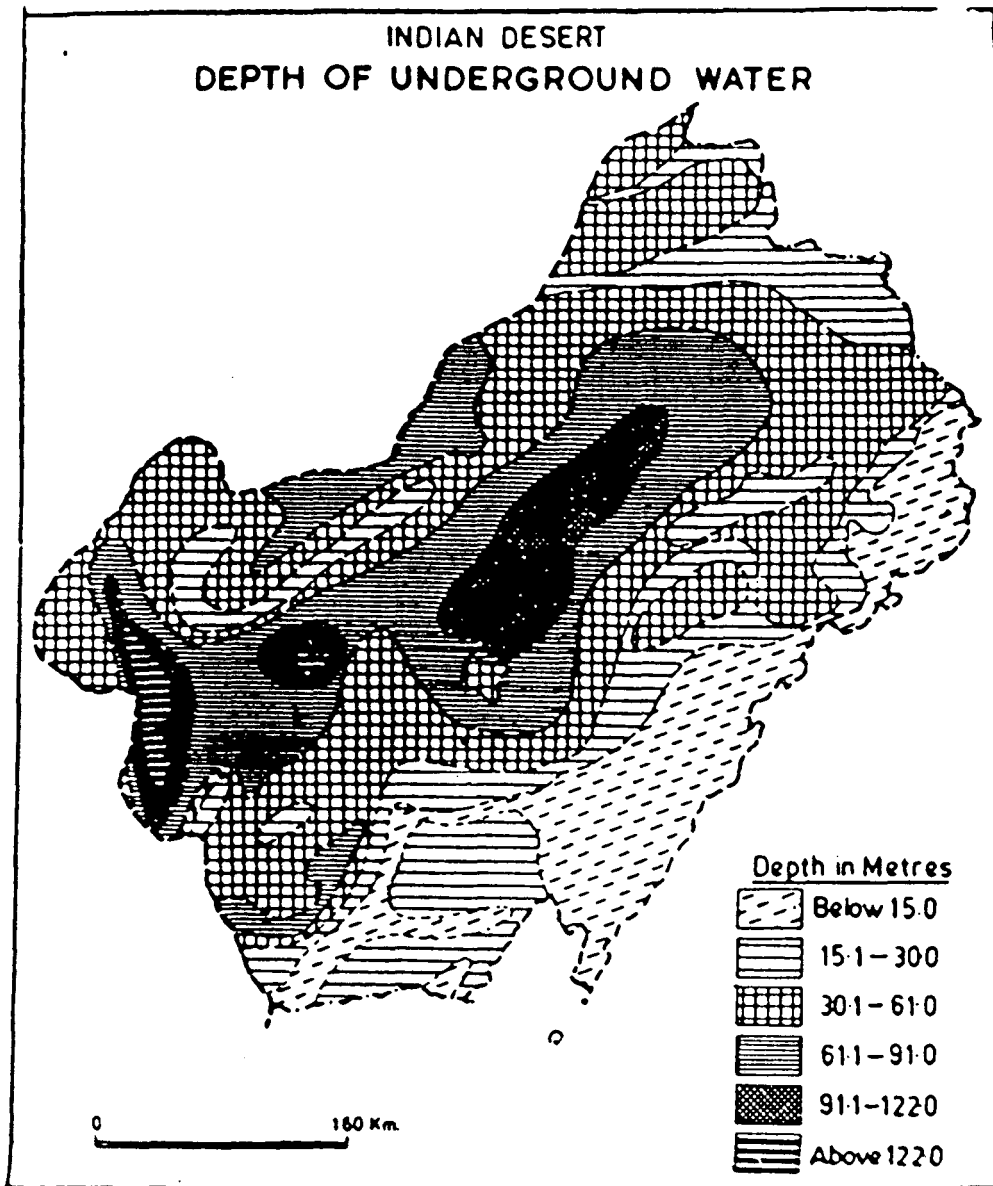 INDIAN DESERT
DEPTH OF UNDERGROUND WATER
Depth in Metres
Below 15·0
15·1–30·0
30·1–61·0
61·1–91·0
91·1–122·0
Above 122·0
0 160 Km.